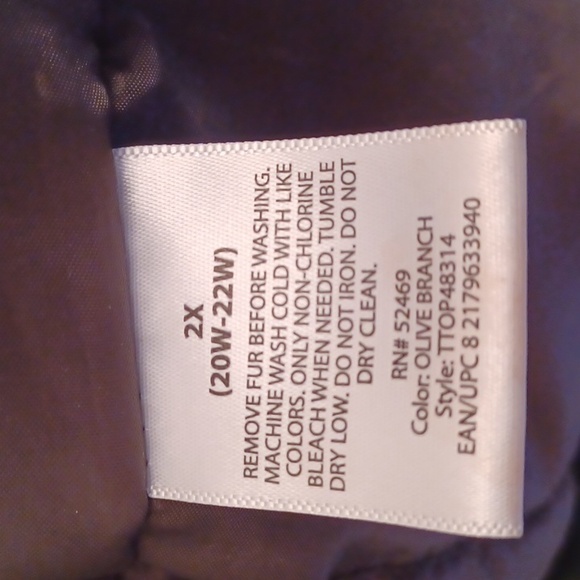 2X
(20W-22W)
REMOVE FUR BEFORE WASHING.
MACHINE WASH COLD WITH LIKE
COLORS. ONLY NON-CHLORINE
BLEACH WHEN NEEDED. TUMBLE
DRY LOW. DO NOT IRON. DO NOT
DRY CLEAN.
RN# 52469
Color: OLIVE BRANCH
Style: TTOP48314
EAN/UPC 8 2179633940